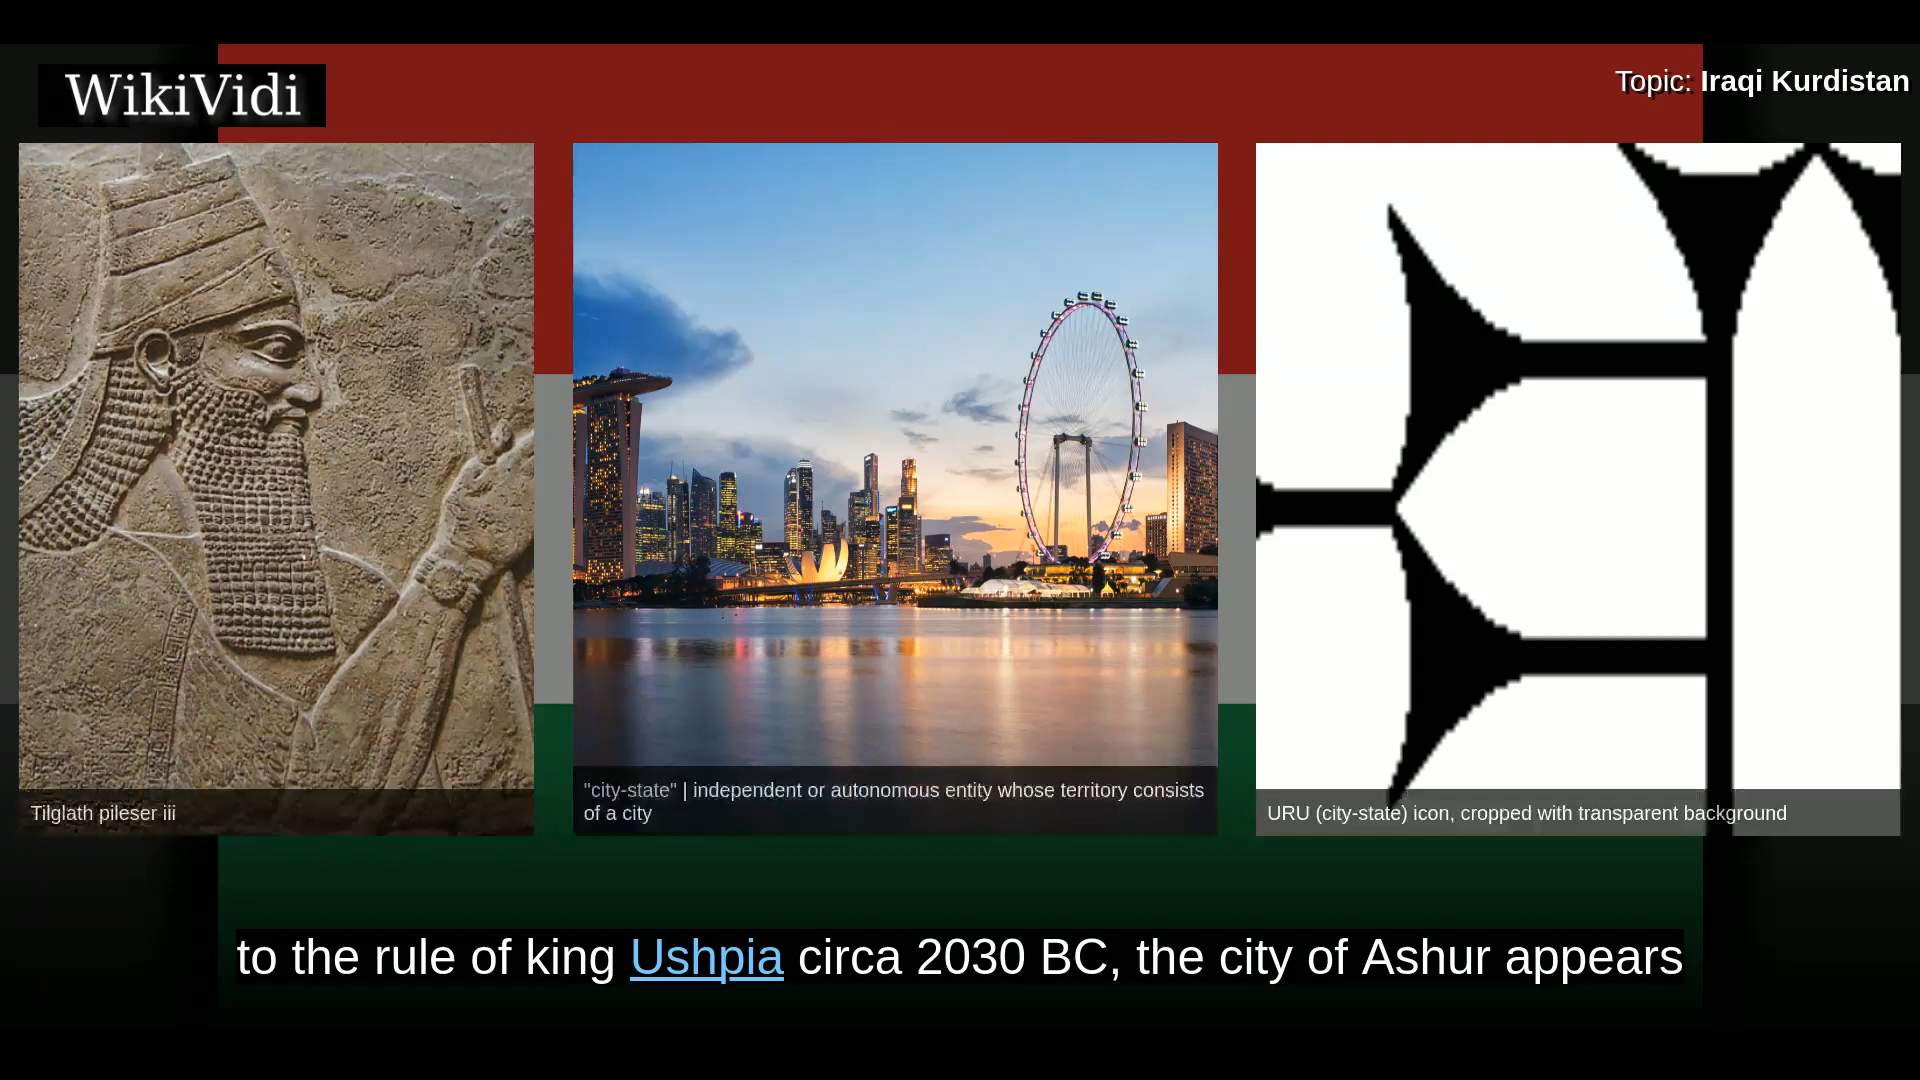 WikiVidi
Topic: Iraqi Kurdistan
Tilglath pileser iii
"city-state" | independent or autonomous entity whose territory consists
of a city
URU (city-state) icon, cropped with transparent background
to the rule of king Ushpia circa 2030 BC, the city of Ashur appears